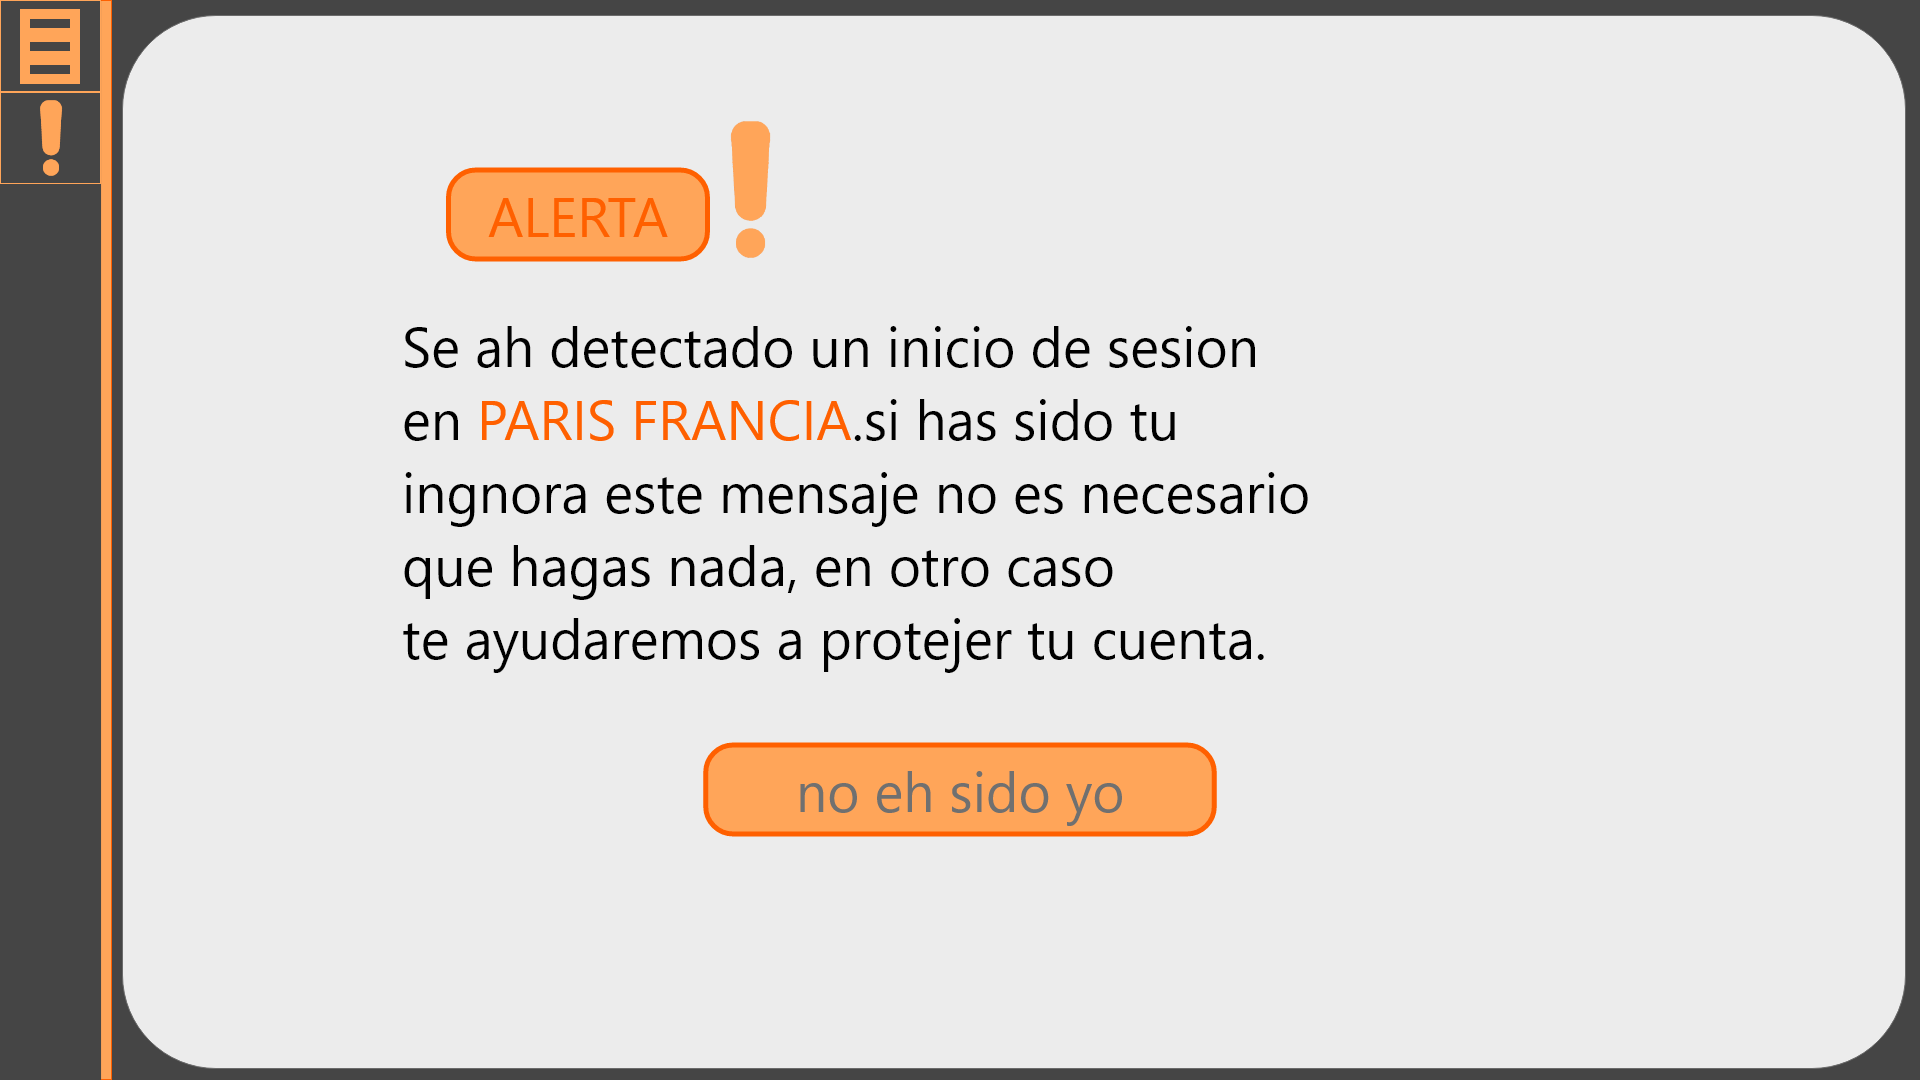 ALERTA
Se ah detectado un inicio de sesion
en PARIS FRANCIA.si has sido tu
ingnora este mensaje no es necesario
que hagas nada, en otro caso
te ayudaremos a protejer tu cuenta.
no eh sido yo